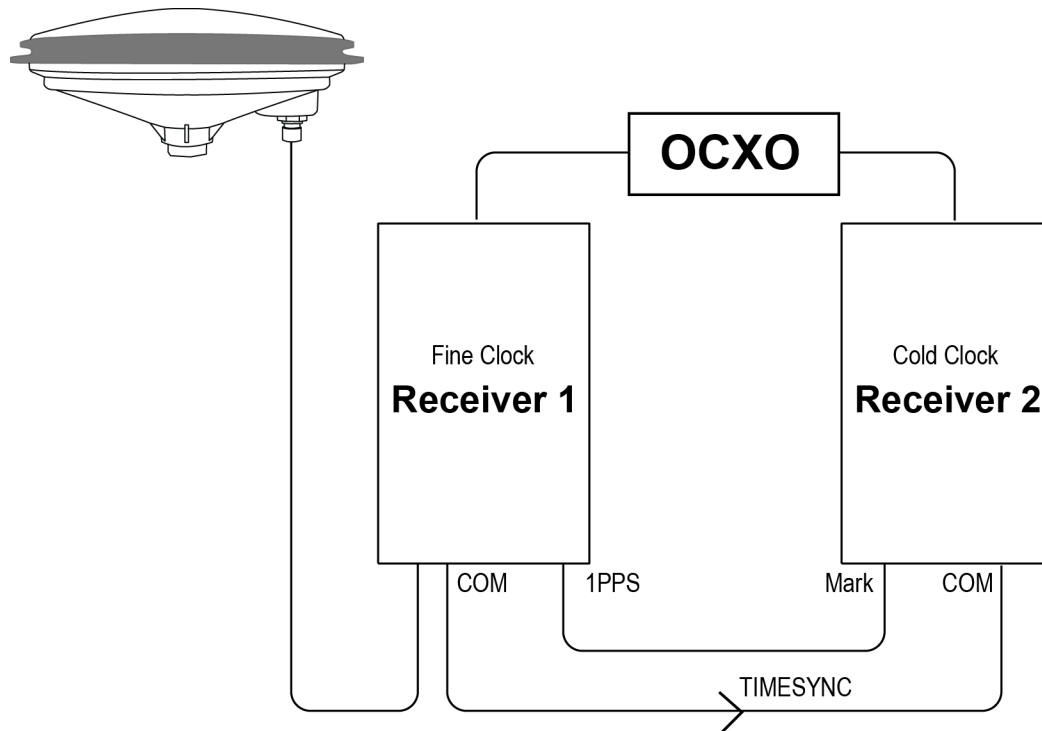 OCXO
Fine Clock
Receiver 1
Cold Clock
Receiver 2
COM
1PPS
Mark
COM
TIMESYNC